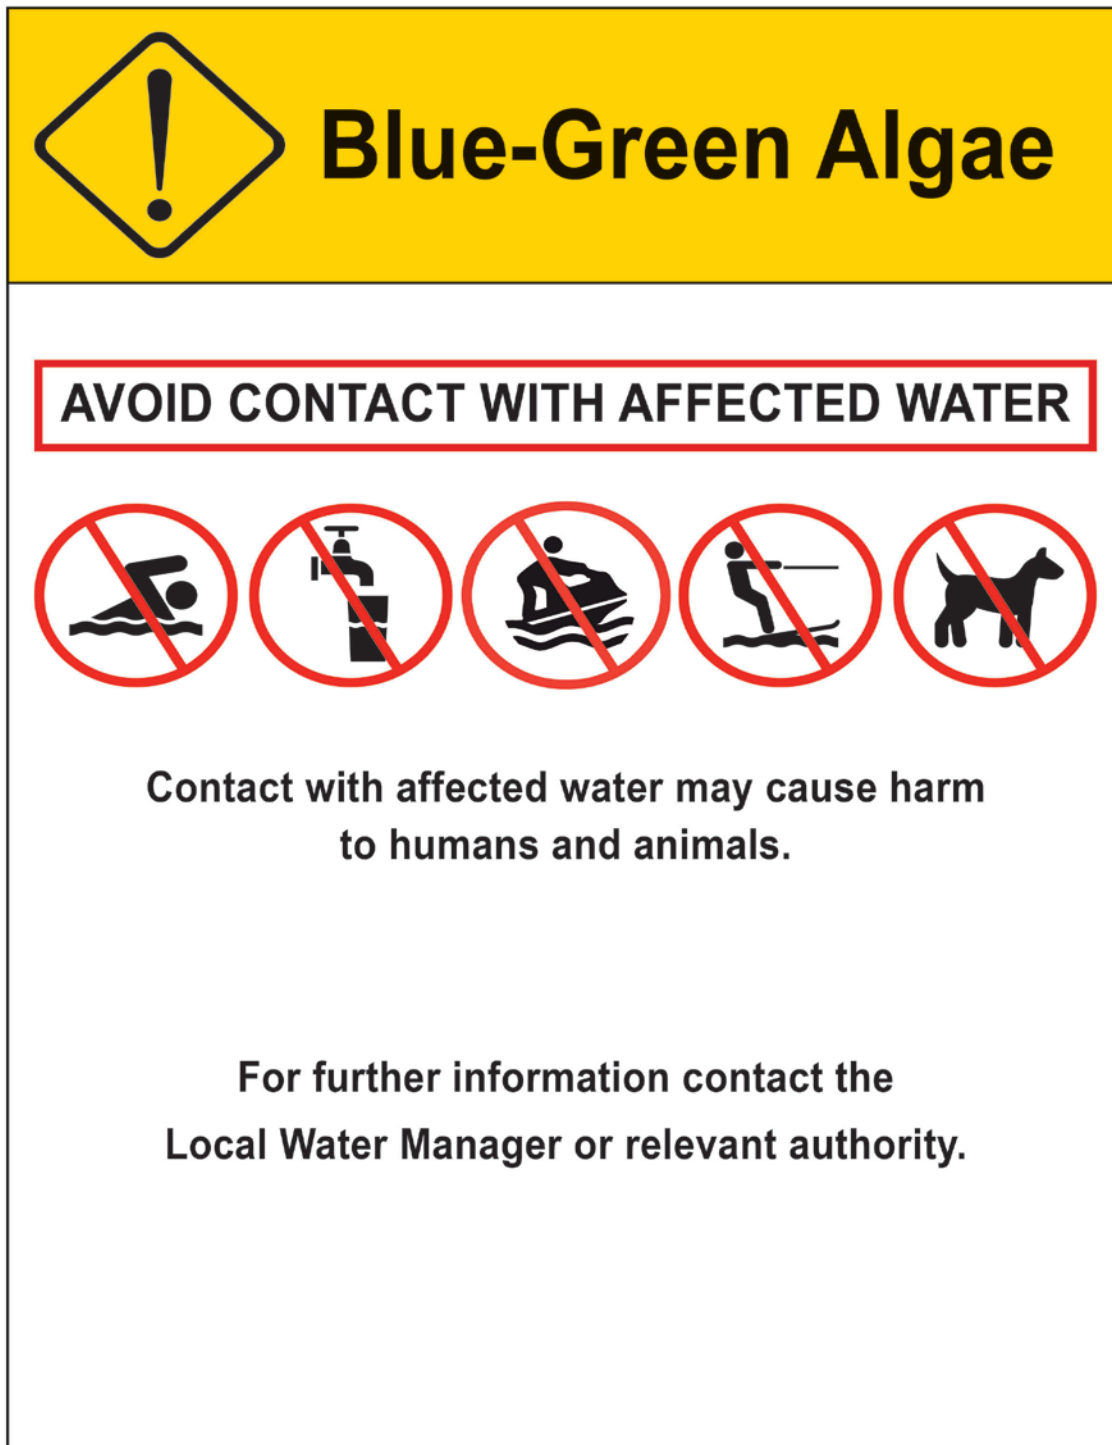 Blue-Green Algae
AVOID CONTACT WITH AFFECTED WATER
Contact with affected water may cause harm
to humans and animals.
For further information contact the
Local Water Manager or relevant authority.